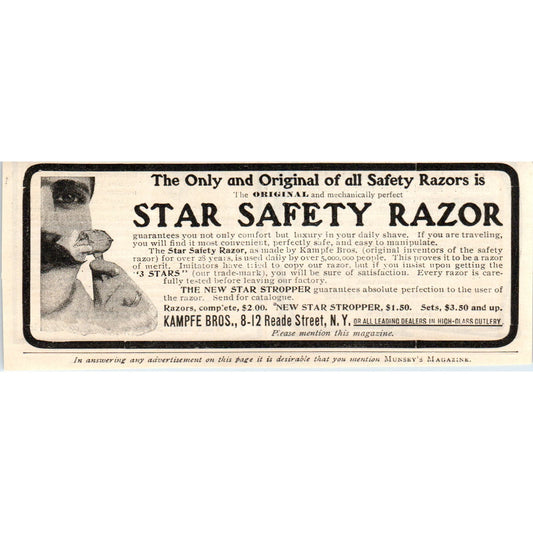 The Only and Original of all Safety Razors is
The ORIGINAL and mechanically perfect
STAR SAFETY RAZOR
guarantees you not only comfort but luxury in your daily shave. If you are traveling,
you will find it most convenient, perfectly safe, and easy to manipulate.
The Star Safety Razor, as made by Kampfe Bros. (original inventors of the safety
razor) for over 28 years, is used daily by over 5,000,000 people. This proves it to be a razor
of merit. Imitators have tried to copy our razor, but if you insist upon getting the
"3 STARS" (our trade-mark), you will be sure of satisfaction. Every razor is care-
fully tested before leaving our factory.
THE NEW STAR STROPPER guarantees absolute perfection to the user of
the razor. Send for catalogue.
Razors, complete, $2.00. "NEW STAR STROPPER, $1.50. Sets, $3.50 and up.
KAMPFE BROS., 8-12 Reade Street, N. Y. OR ALL LEADING DEALERS IN HIGH-CLASS CUTLERY.
Please mention this magazine.
In answering any advertisement on this page it is desirable that you mention MUNSEY'S MAGAZINE.